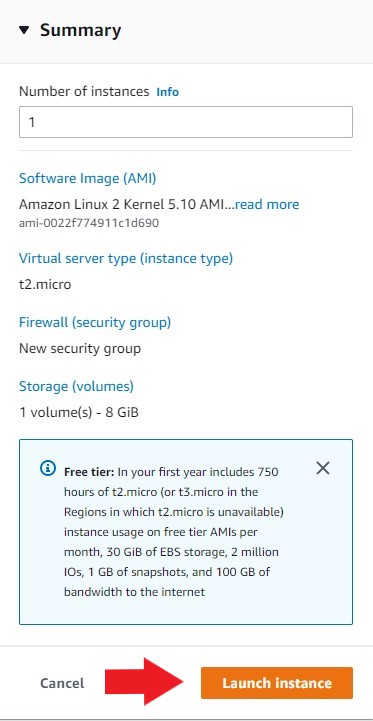 Summary
Number of instances Info
1
Software Image (AMI)
Amazon Linux 2 Kernel 5.10 AMI...read more
ami-0022f774911c1d690
Virtual server type (instance type)
t2.micro
Firewall (security group)
New security group
Storage (volumes)
1 volume(s) - 8 GiB
Free tier: In your first year includes 750
hours of t2.micro (or t3.micro in the
Regions in which t2.micro is unavailable)
instance usage on free tier AMIs per
month, 30 GiB of EBS storage, 2 million
IOs, 1 GB of snapshots, and 100 GB of
bandwidth to the internet
Cancel Launch instance